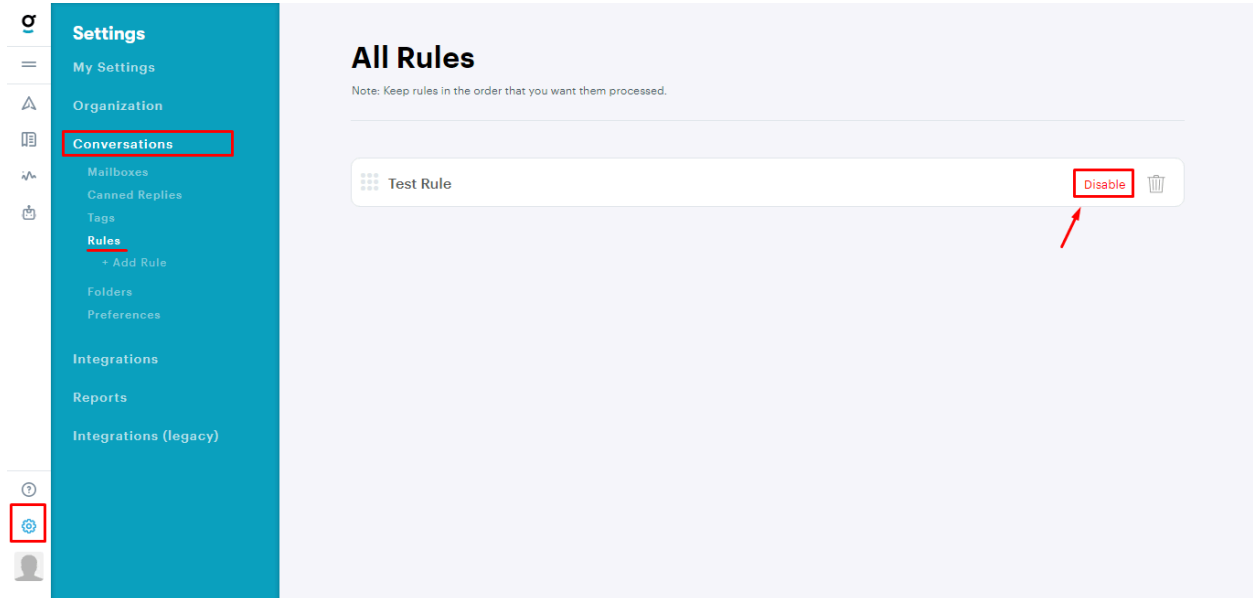 g
Settings
My Settings
Organization
Conversations
Mailboxes
Canned Replies
Tags
Rules
+ Add Rule
Folders
Preferences
Integrations
Reports
Integrations (legacy)
?
All Rules
Note: Keep rules in the order that you want them processed.
Test Rule
Disable